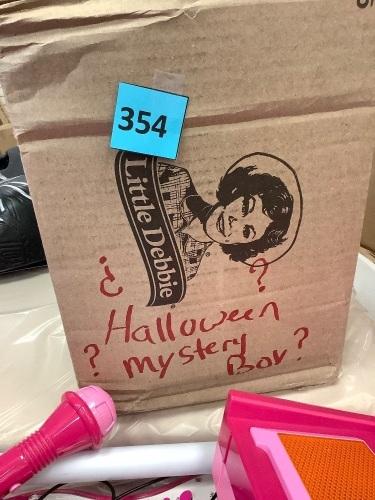 354
Little Debbie®
? ?
Halloween
? mystery ?
Box